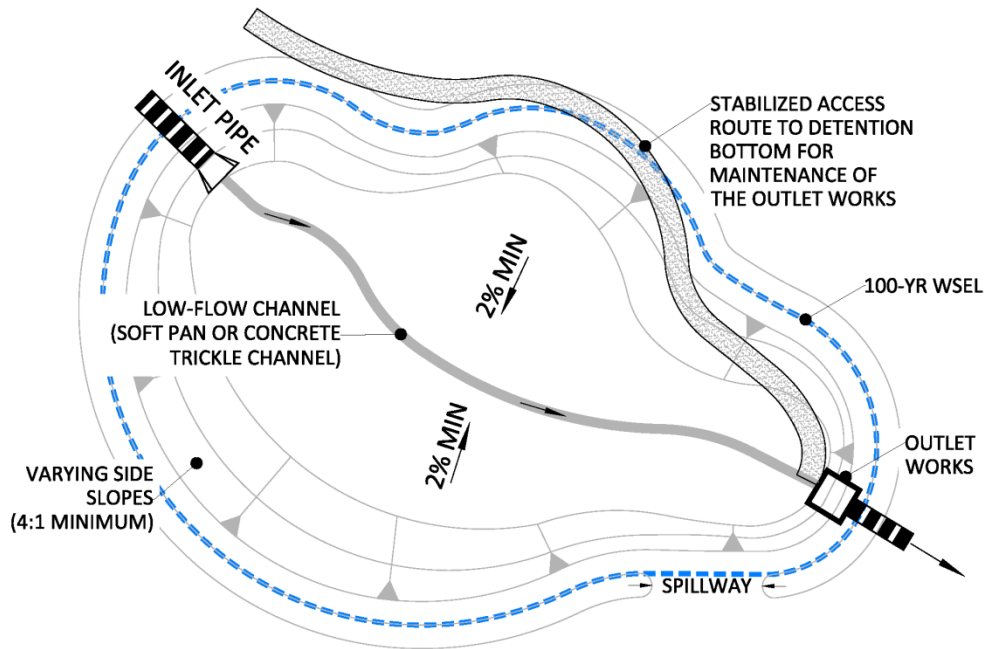 INLET PIPE
STABILIZED ACCESS
ROUTE TO DETENTION
BOTTOM FOR
MAINTENANCE OF
THE OUTLET WORKS
2% MIN
100-YR WSEL
LOW-FLOW CHANNEL
(SOFT PAN OR CONCRETE
TRICKLE CHANNEL)
2% MIN
OUTLET
WORKS
VARYING SIDE
SLOPES
(4:1 MINIMUM)
SPILLWAY